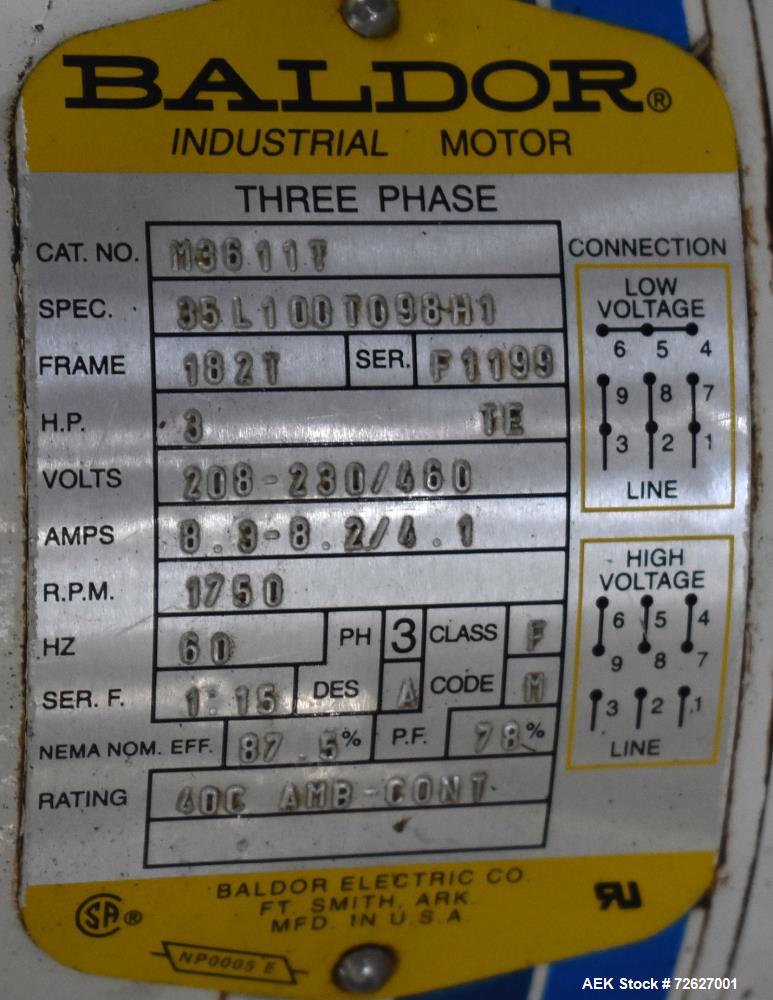 BALDOR®
INDUSTRIAL MOTOR
THREE PHASE
CAT. NO. M3611T
SPEC. 35L100T098H1
FRAME 182T SER. F1199
H.P. 3 TE
VOLTS 208-230/460
AMPS 8.3-8.2/4.1
R.P.M. 1750
HZ 60 PH 3 CLASS F
SER. F. 1.15 DES A CODE M
NEMA NOM. EFF. 87.5% P.F. 78%
RATING 40C AMB-CONT
CONNECTION
LOW
VOLTAGE
6 5 4
9 8 7
3 2 1
LINE
HIGH
VOLTAGE
6 5 4
9 8 7
3 2 1
LINE
BALDOR ELECTRIC CO.
FT. SMITH, ARK.
MFD. IN U.S.A.
SA®
RU
NP0005 E
AEK Stock # 72627001